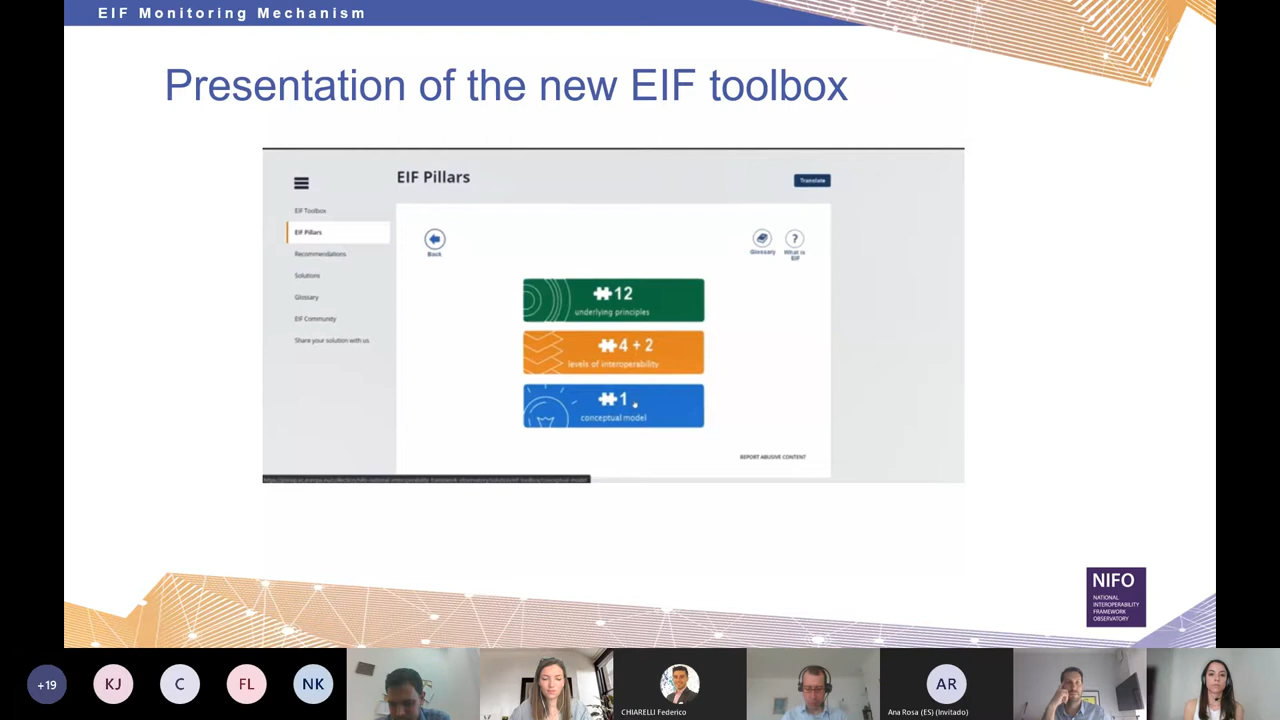 EIF Monitoring Mechanism
Presentation of the new EIF toolbox
EIF Pillars
Translate
EIF Toolbox
EIF Pillars
Recommendations
Solutions
Glossary
EIF Community
Share your solution with us
Back
Glossary
What is
EIF
12
underlying principles
4 + 2
levels of interoperability
1
conceptual model
REPORT ABUSIVE CONTENT
NIFO
NATIONAL
INTEROPERABILITY
FRAMEWORK
OBSERVATORY
+19
KJ
C
FL
NK
CHIARELLI Federico
AR
Ana Rosa (ES) (Invitado)